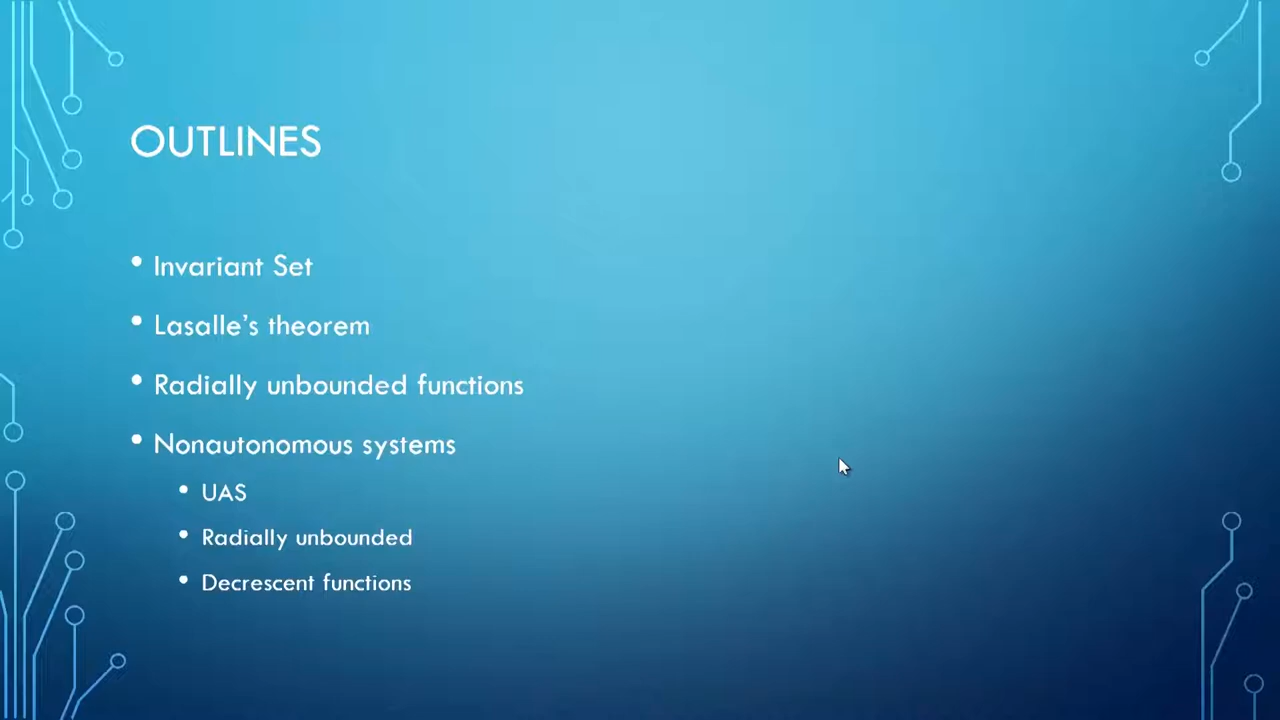 OUTLINES
• Invariant Set
• Lasalle's theorem
• Radially unbounded functions
• Nonautonomous systems
• UAS
• Radially unbounded
• Decrescent functions